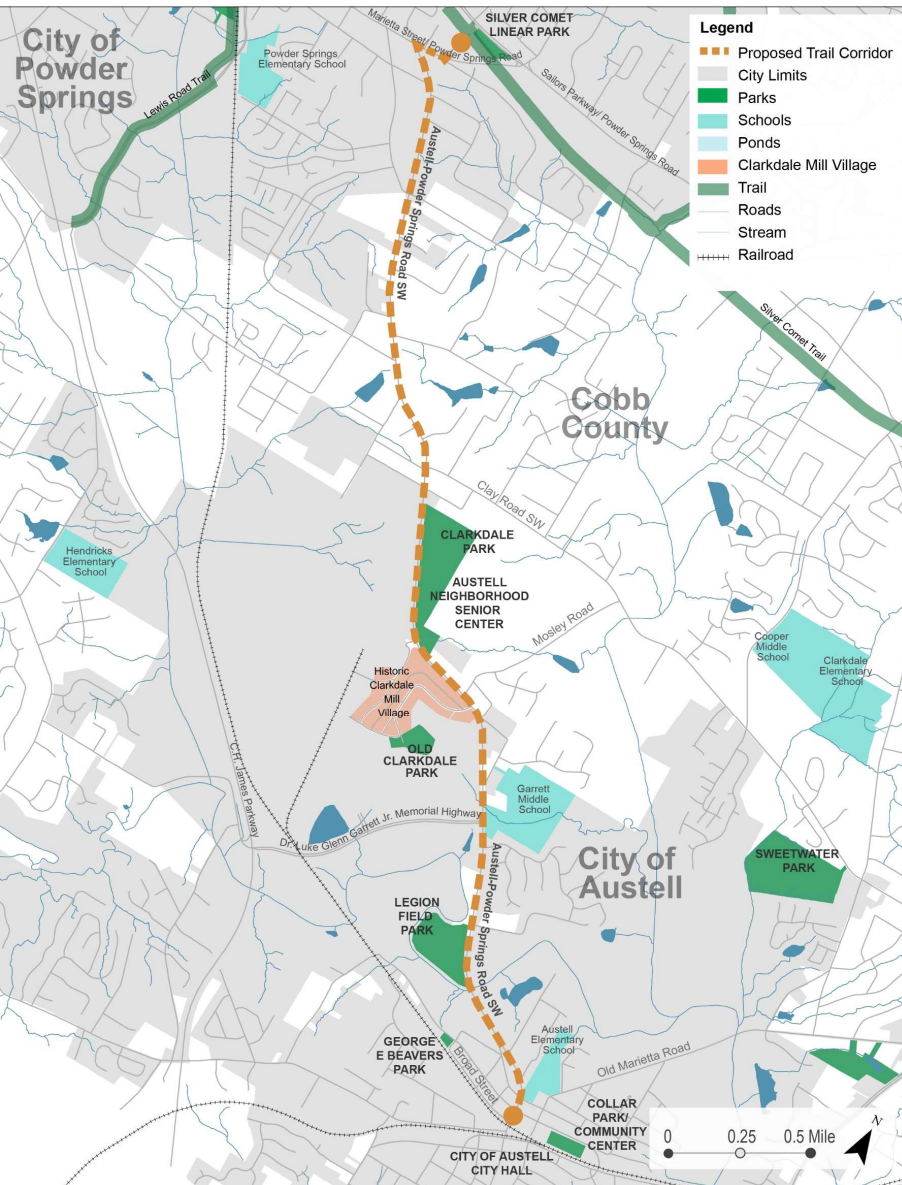 SILVER COMET
LINEAR PARK
Marietta Street/ Powder Springs Road
City of
Powder
Springs
Powder Springs
Elementary School
Lewis Road Trail
Sailors Parkway/ Powder Springs Road
Legend
Proposed Trail Corridor
City Limits
Parks
Schools
Ponds
Clarkdale Mill Village
Trail
Roads
Stream
Railroad
Austell-Powder Springs Road SW
Silver Comet Trail
Cobb
County
Clay Road SW
CLARKDALE
PARK
Hendricks
Elementary
School
AUSTELL
NEIGHBORHOOD
SENIOR
CENTER
Mosley Road
Cooper
Middle
School
Clarkdale
Elementary
School
Historic
Clarkdale
Mill
Village
OLD
CLARKDALE
PARK
C.H. James Parkway
Garrett
Middle
School
Dr. Luke Glenn Garrett Jr. Memorial Highway
City of
Austell
SWEETWATER
PARK
Austell-Powder Springs Road SW
LEGION
FIELD
PARK
GEORGE
E BEAVERS
PARK
Broad Street
Austell
Elementary
School
Old Marietta Road
COLLAR
PARK/
COMMUNITY
CENTER
CITY OF AUSTELL
CITY HALL
0 0.25 0.5 Mile
N